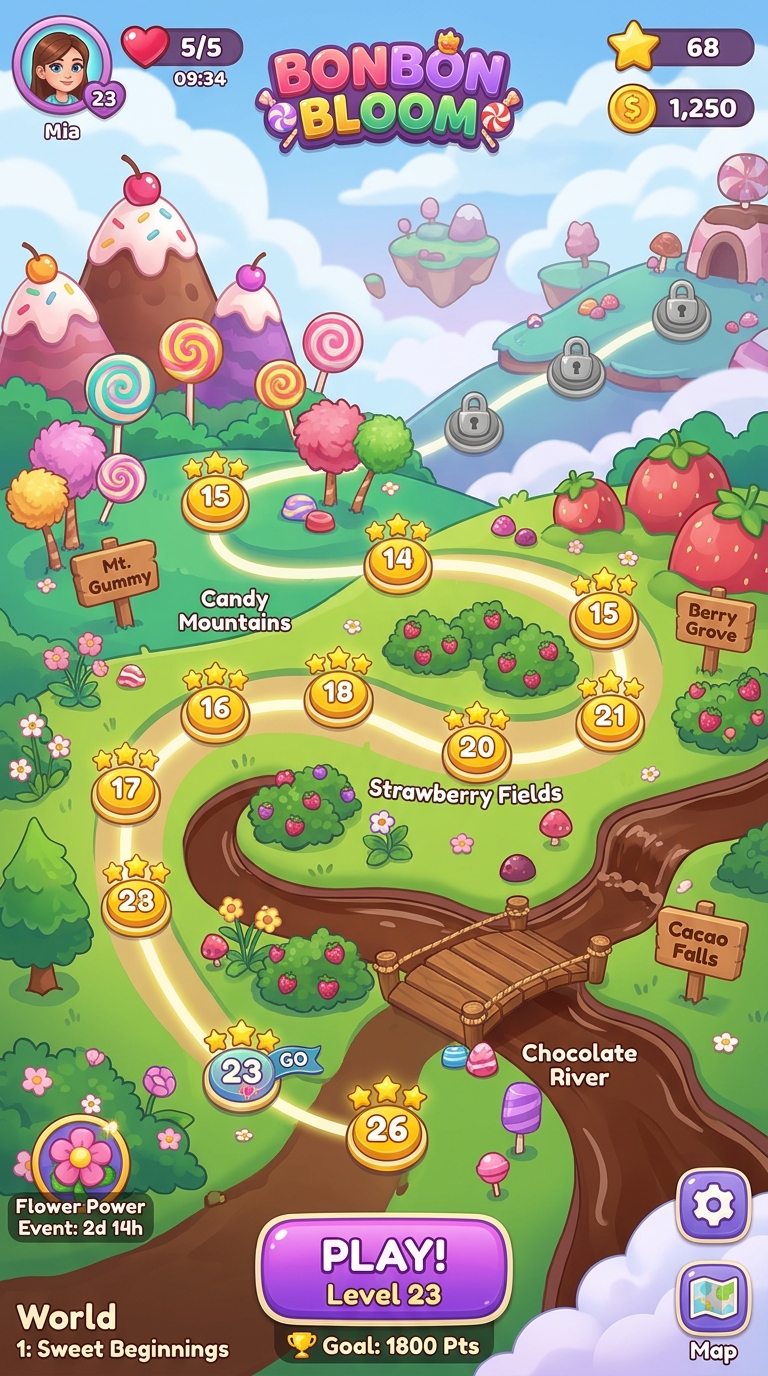 5/5
09:34
23
Mia
BONBON
BLOOM
68
$
1,250
15
14
Mt.
Gummy
Candy
Mountains
15
Berry
Grove
16
18
20
21
17
Strawberry Fields
23
Cacao
Falls
23
GO
Chocolate
River
26
Flower Power
Event: 2d 14h
PLAY!
Level 23
Goal: 1800 Pts
World
1: Sweet Beginnings
Map